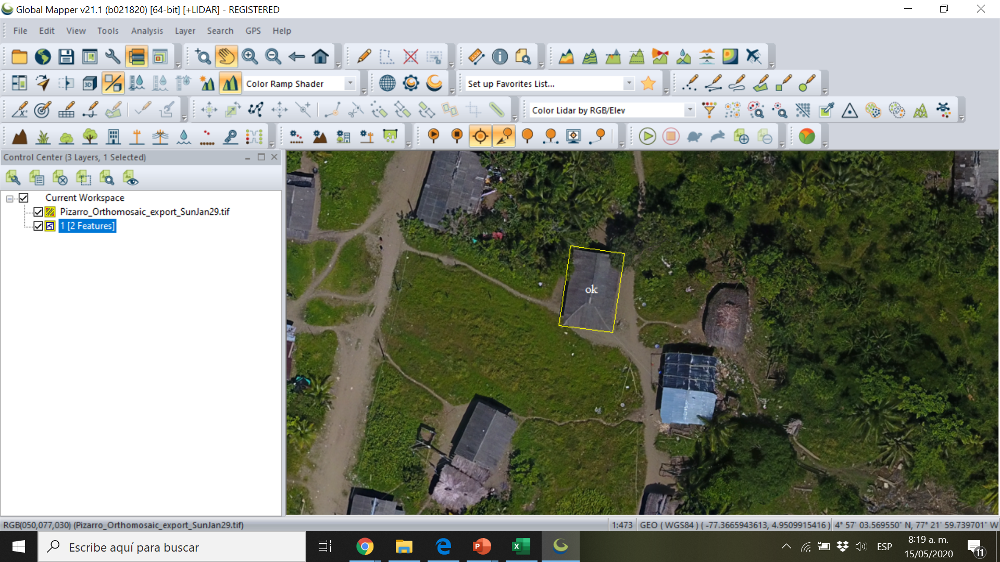 Global Mapper v21.1 (b021820) [64-bit] [+LIDAR] - REGISTERED
File Edit View Tools Analysis Layer Search GPS Help
3D Color Ramp Shader Set up Favorites List...
Color Lidar by RGB/Elev
Control Center (3 Layers, 1 Selected)
Current Workspace
Pizarro_Orthomosaic_export_SunJan29.tif
1 [2 Features]
ok
RGB(050,077,030) (Pizarro_Orthomosaic_export_SunJan29.tif) 1:473 GEO ( WGS84 ) ( -77.3665943613, 4.9509915416 ) 4° 57' 03.569550" N, 77° 21' 59.739701" W
Escribe aquí para buscar
ESP
8:19 a. m.
15/05/2020
11